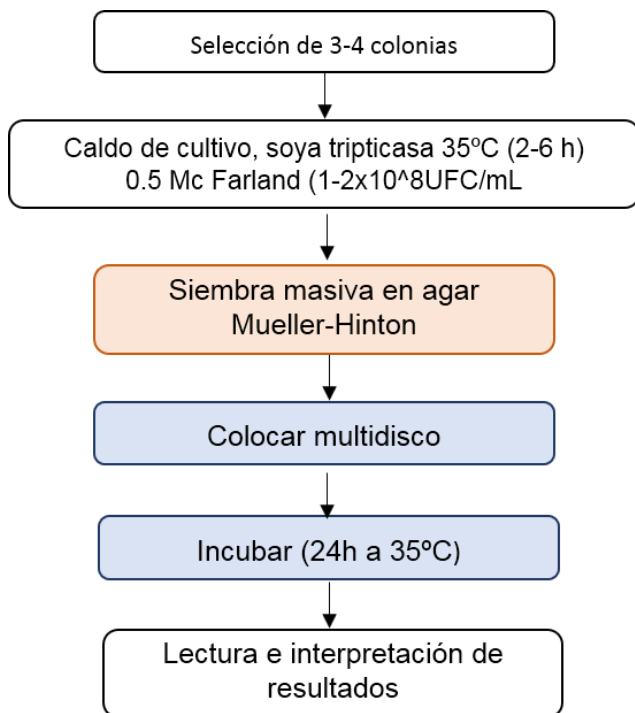 Selección de 3-4 colonias
Caldo de cultivo, soya tripticasa 35ºC (2-6 h)
0.5 Mc Farland (1-2x10^8UFC/mL
Siembra masiva en agar
Mueller-Hinton
Colocar multidisco
Incubar (24h a 35ºC)
Lectura e interpretación de
resultados